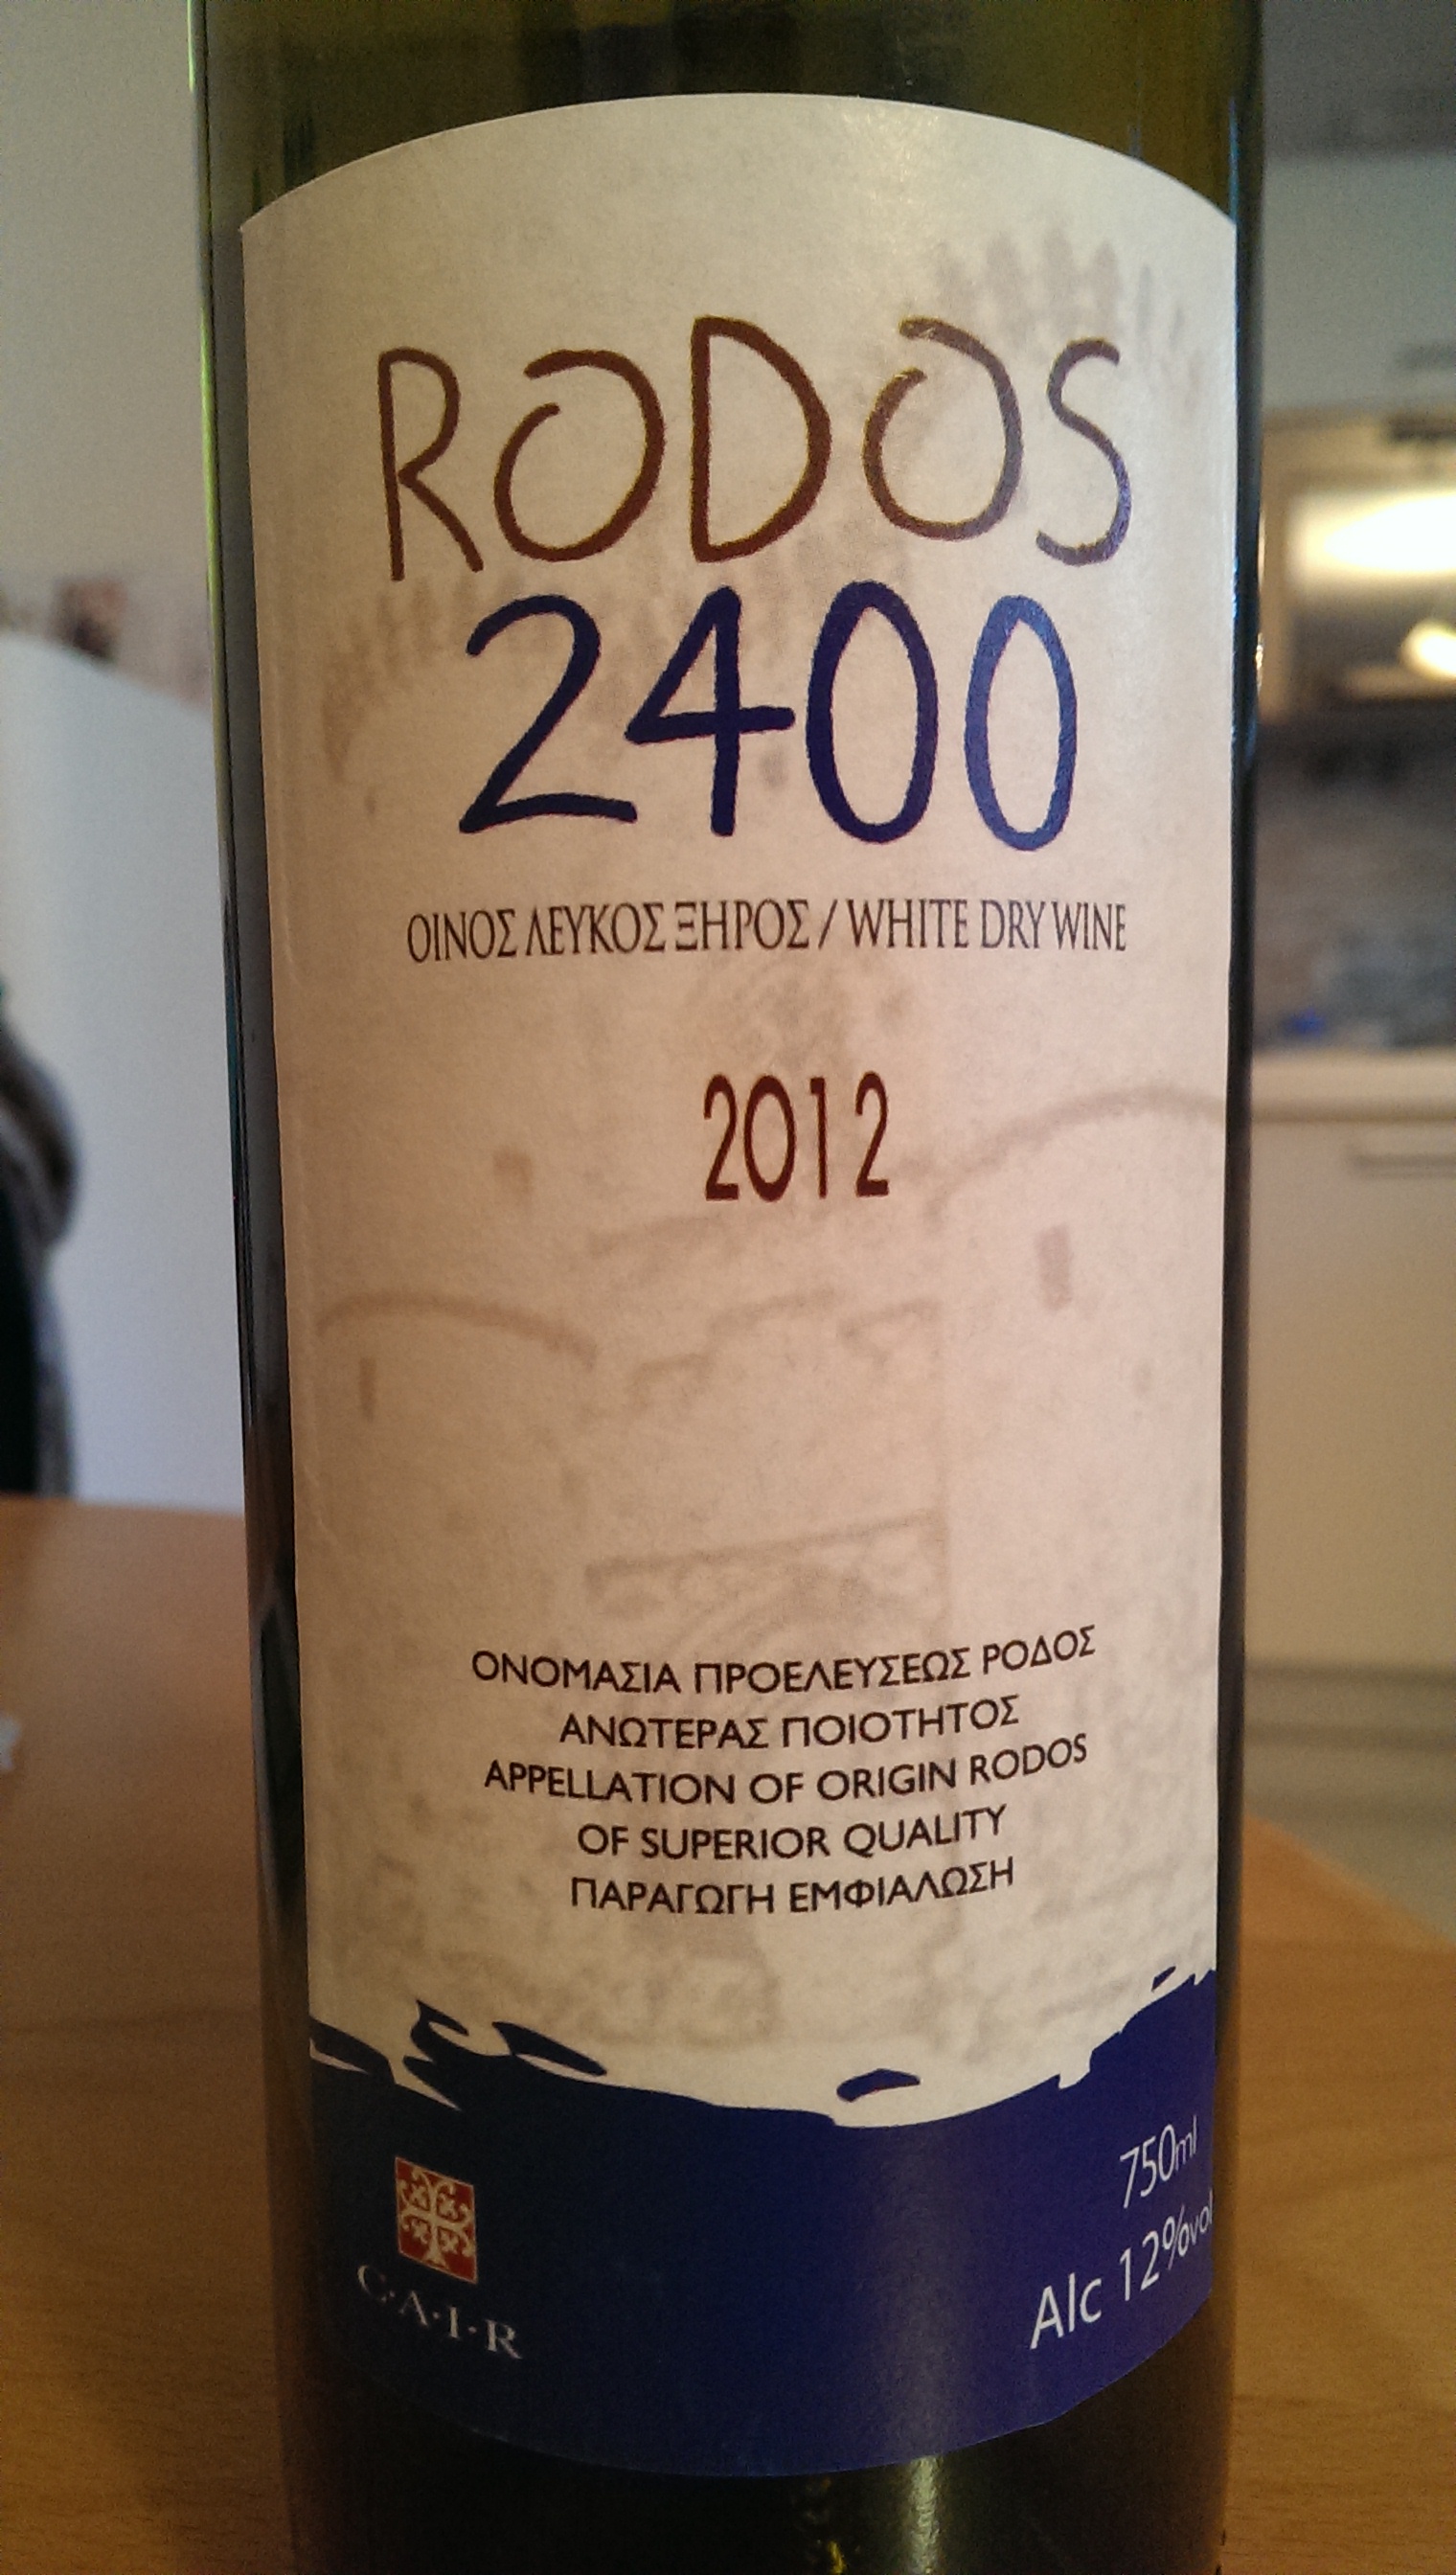 RODOS
2400
ΟΙΝΟΣ ΛΕΥΚΟΣ ΞΗΡΟΣ / WHITE DRY WINE
2012
ΟΝΟΜΑΣΙΑ ΠΡΟΕΛΕΥΣΕΩΣ ΡΟΔΟΣ
ΑΝΩΤΕΡΑΣ ΠΟΙΟΤΗΤΟΣ
APPELLATION OF ORIGIN RODOS
OF SUPERIOR QUALITY
ΠΑΡΑΓΩΓΗ ΕΜΦΙΑΛΩΣΗ
750ml
Alc 12%vol
C·A·I·R